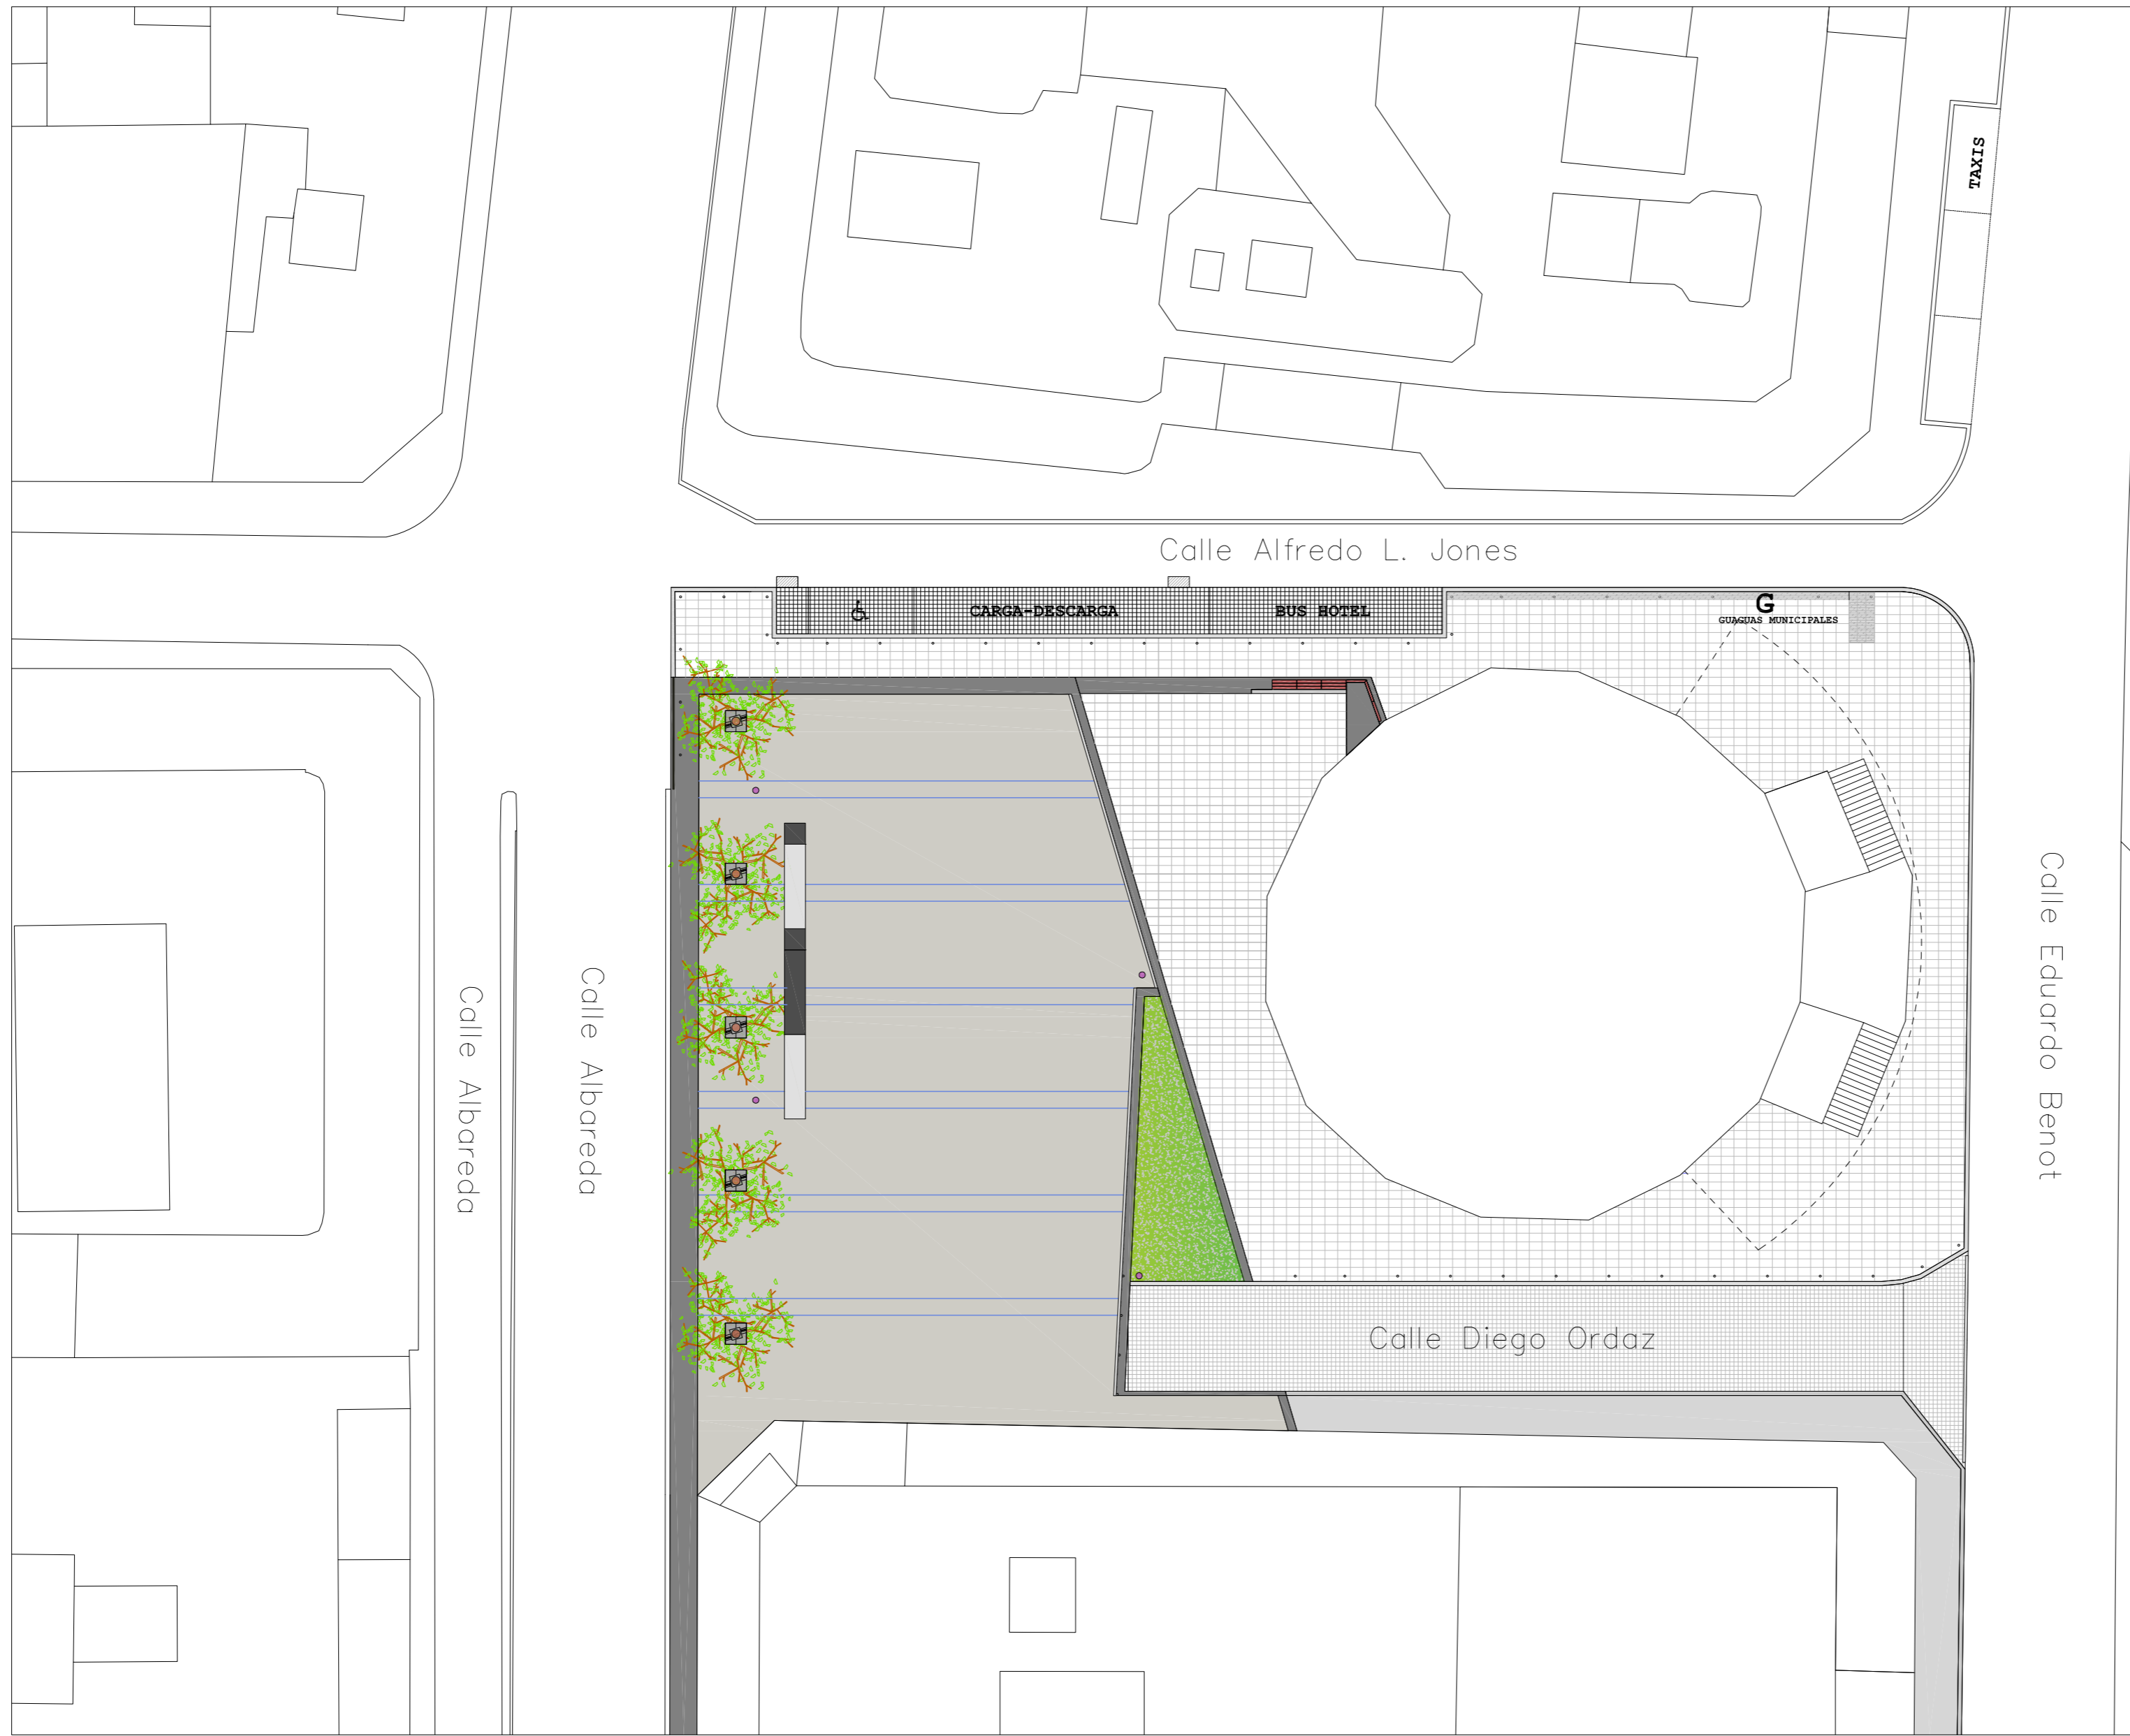 TAXIS
Calle Alfredo L. Jones
CARGA-DESCARGA
BUS HOTEL
G
GUAGUAS MUNICIPALES
Calle Albareda
Calle Albareda
Calle Eduardo Benot
Calle Diego Ordaz